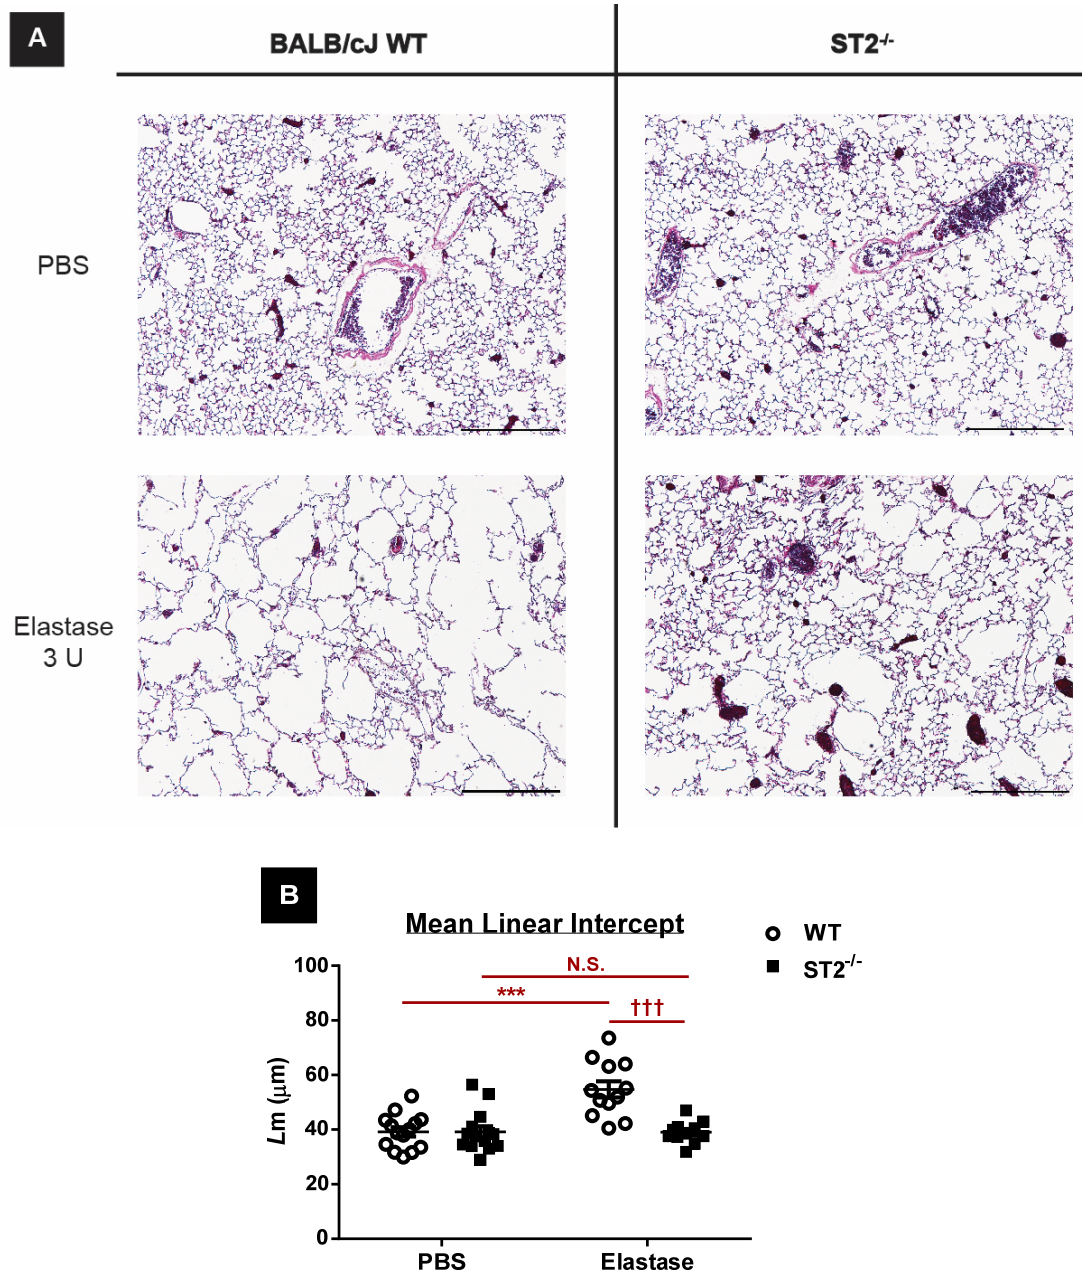 A
BALB/cJ WT
ST2-/-
PBS
Elastase
3 U
B
Mean Linear Intercept
WT
ST2-/-
N.S.
***
†††
100
80
60
40
20
0
Lm (μm)
PBS
Elastase